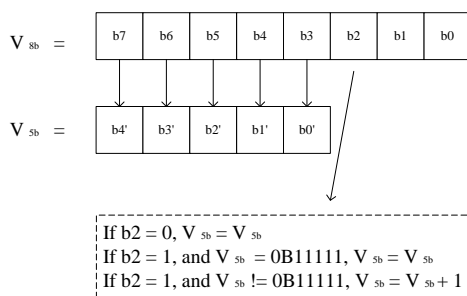 V 8b = b7 b6 b5 b4 b3 b2 b1 b0
V 5b = b4' b3' b2' b1' b0'
If b2 = 0, V 5b = V 5b
If b2 = 1, and V 5b = 0B11111, V 5b = V 5b
If b2 = 1, and V 5b != 0B11111, V 5b = V 5b + 1